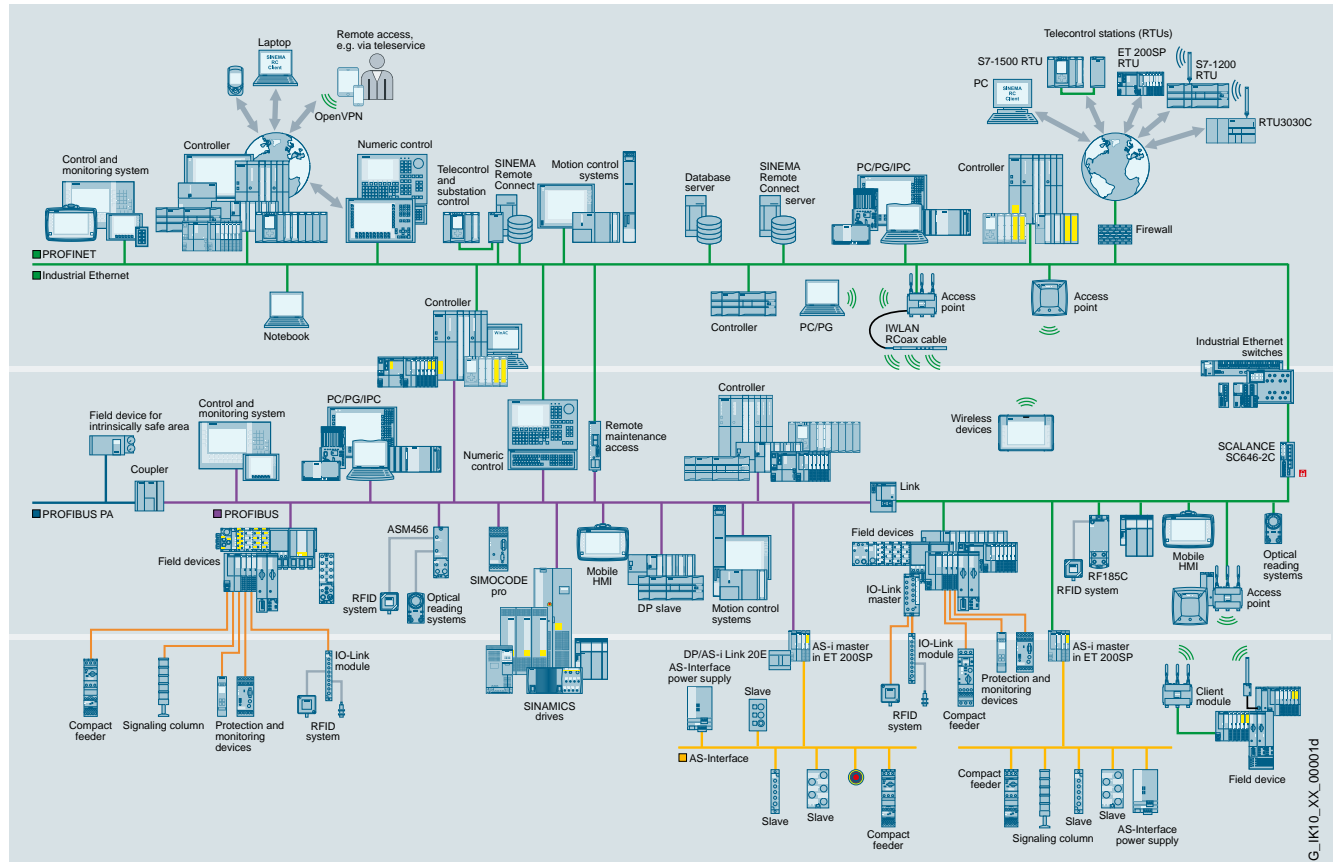 Remote access,
e.g. via teleservice
Laptop
SINEMA
RC
Client
OpenVPN
Telecontrol stations (RTUs)
S7-1500 RTU
ET 200SP
RTU
S7-1200
RTU
PC
SINEMA
RC
Client
RTU3030C
Control and
monitoring system
Controller
Numeric control
Telecontrol
and
substation
control
SINEMA
Remote
Connect
Motion control
systems
Database
server
SINEMA
Remote
Connect
server
PC/PG/IPC
Controller
Firewall
PROFINET
Industrial Ethernet
Notebook
Controller
WinAC
Controller
PC/PG
Access
point
IWLAN
RCoax cable
Access
point
Industrial Ethernet
switches
Field device for
intrinsically safe area
Control and
monitoring system
PC/PG/IPC
Numeric
control
Remote
maintenance
access
Controller
Wireless
devices
SCALANCE
SC646-2C
Coupler
Link
PROFIBUS PA
PROFIBUS
Field devices
ASM456
RFID
system
Optical
reading
systems
SIMOCODE
pro
Mobile
HMI
DP slave
Motion control
systems
Field devices
IO-Link
master
RFID system
RF185C
Mobile
HMI
Optical
reading
systems
Access
point
IO-Link
module
SINAMICS
drives
DP/AS-i Link 20E
AS-Interface
power supply
Slave
AS-i master
in ET 200SP
IO-Link
module
RFID
system
Compact
feeder
Protection and
monitoring
devices
AS-i master
in ET 200SP
Client
module
Compact
feeder
Signaling column
Protection and
monitoring
devices
RFID
system
AS-Interface
Slave
Slave
Compact
feeder
Compact
feeder
Signaling column
Slave
Slave
AS-Interface
power supply
Field device
G_IK10_XX_00001d